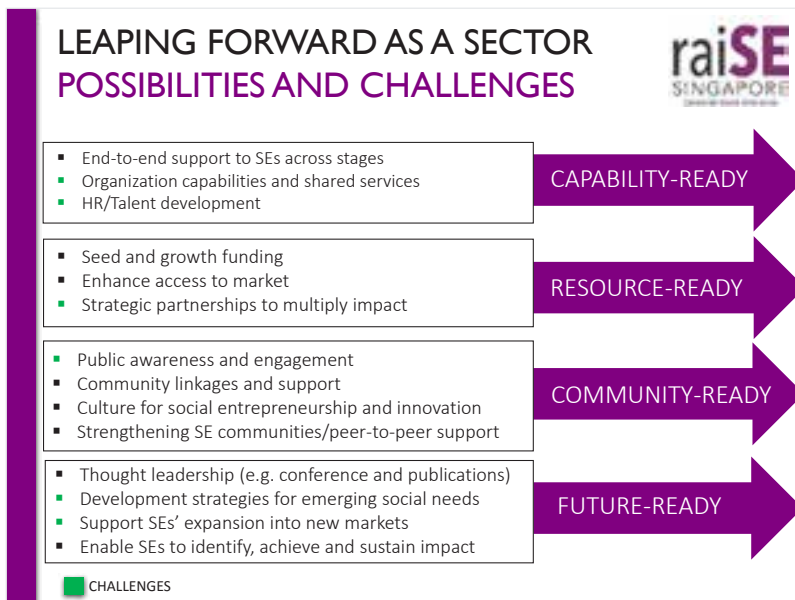 LEAPING FORWARD AS A SECTOR
POSSIBILITIES AND CHALLENGES
raiSE
SINGAPORE
End-to-end support to SEs across stages
Organization capabilities and shared services
HR/Talent development
CAPABILITY-READY
Seed and growth funding
Enhance access to market
Strategic partnerships to multiply impact
RESOURCE-READY
Public awareness and engagement
Community linkages and support
Culture for social entrepreneurship and innovation
Strengthening SE communities/peer-to-peer support
COMMUNITY-READY
Thought leadership (e.g. conference and publications)
Development strategies for emerging social needs
Support SEs' expansion into new markets
Enable SEs to identify, achieve and sustain impact
FUTURE-READY
CHALLENGES